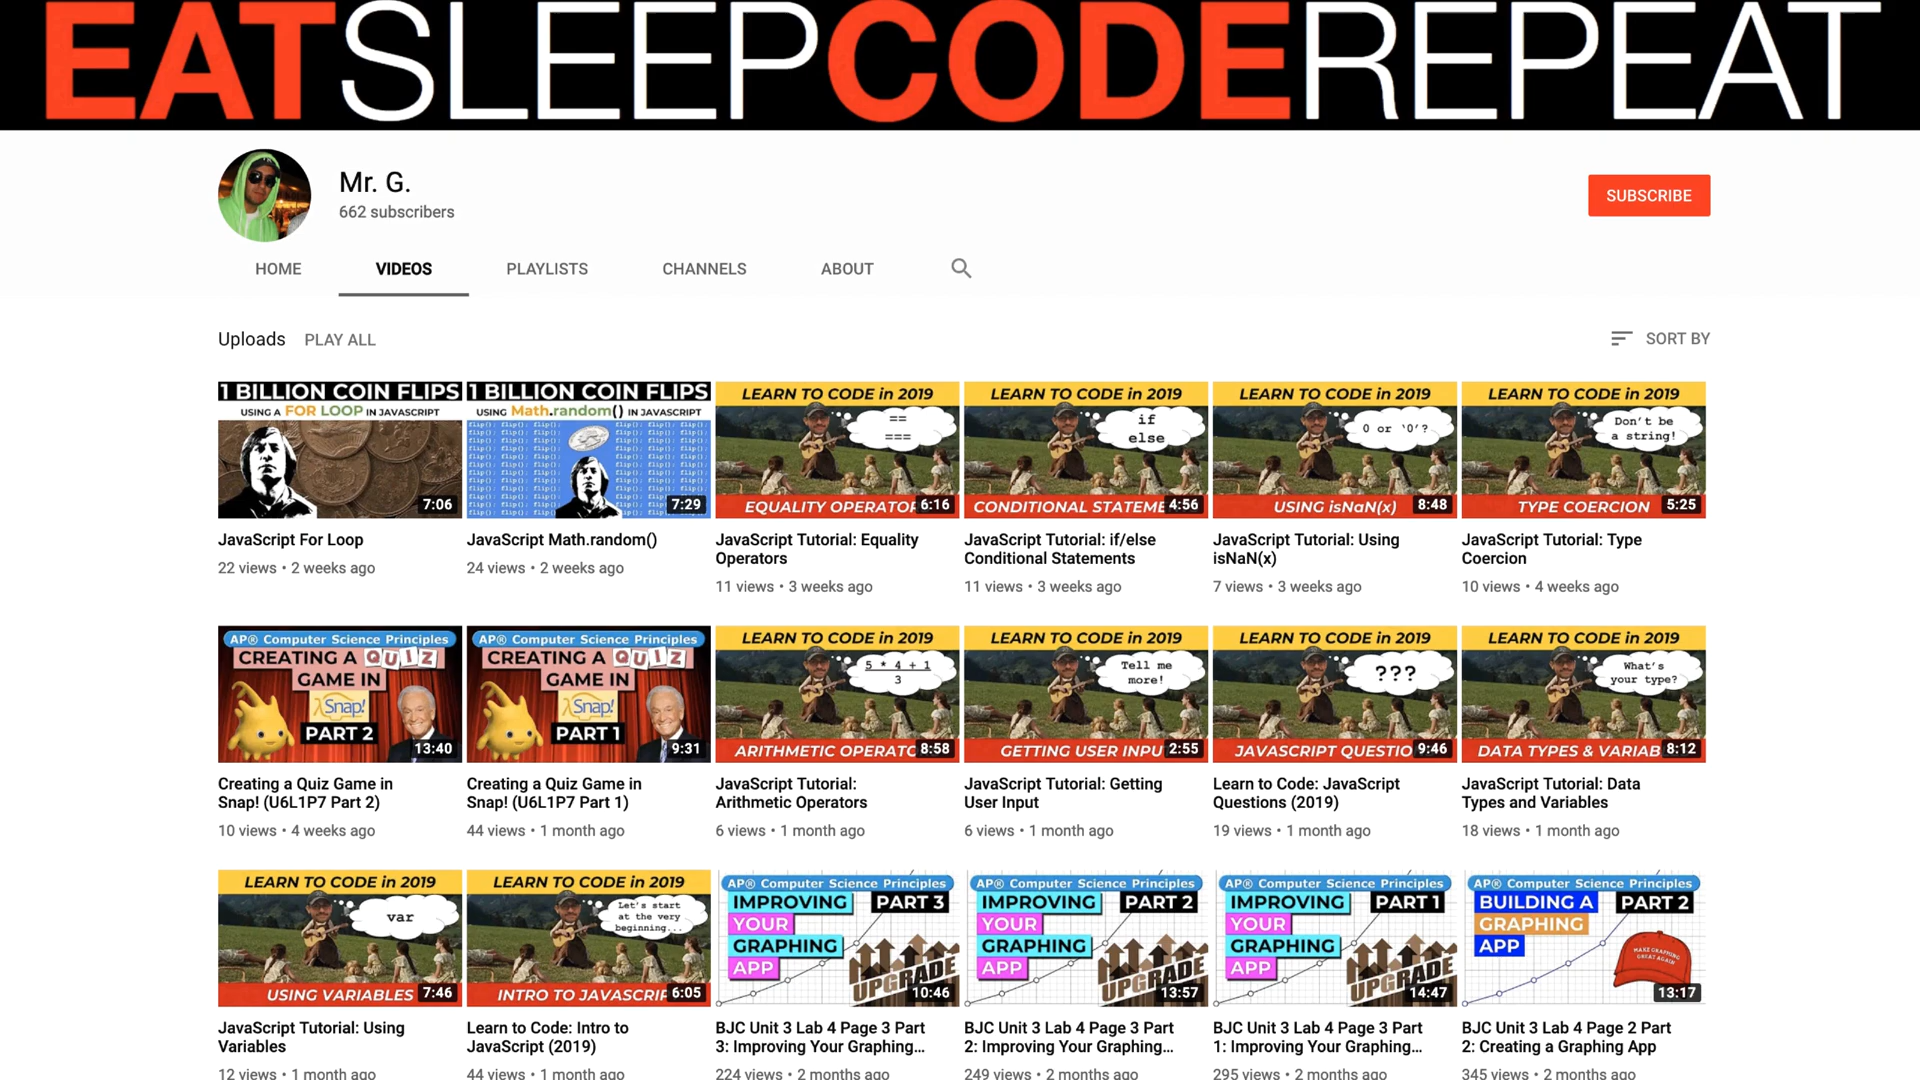 EATSLEEPCODEREPEAT
Mr. G.
662 subscribers
SUBSCRIBE
HOME VIDEOS PLAYLISTS CHANNELS ABOUT
Uploads PLAY ALL SORT BY
1 BILLION COIN FLIPS
USING A FOR LOOP IN JAVASCRIPT
7:06
JavaScript For Loop
22 views • 2 weeks ago
1 BILLION COIN FLIPS
USING Math.random() IN JAVASCRIPT
7:29
JavaScript Math.random()
24 views • 2 weeks ago
LEARN TO CODE in 2019
==
===
EQUALITY OPERATOR 6:16
JavaScript Tutorial: Equality
Operators
11 views • 3 weeks ago
LEARN TO CODE in 2019
if
else
CONDITIONAL STATEME 4:56
JavaScript Tutorial: if/else
Conditional Statements
11 views • 3 weeks ago
LEARN TO CODE in 2019
0 or '0'?
USING isNaN(x) 8:48
JavaScript Tutorial: Using
isNaN(x)
7 views • 3 weeks ago
LEARN TO CODE in 2019
Don't be
a string!
TYPE COERCION 5:25
JavaScript Tutorial: Type
Coercion
10 views • 4 weeks ago
AP® Computer Science Principles
CREATING A QUIZ
GAME IN
Snap!
PART 2
13:40
Creating a Quiz Game in
Snap! (U6L1P7 Part 2)
10 views • 4 weeks ago
AP® Computer Science Principles
CREATING A QUIZ
GAME IN
Snap!
PART 1
9:31
Creating a Quiz Game in
Snap! (U6L1P7 Part 1)
44 views • 1 month ago
LEARN TO CODE in 2019
5 * 4 + 1
3
ARITHMETIC OPERATO 8:58
JavaScript Tutorial:
Arithmetic Operators
6 views • 1 month ago
LEARN TO CODE in 2019
Tell me
more!
GETTING USER INPU 2:55
JavaScript Tutorial: Getting
User Input
6 views • 1 month ago
LEARN TO CODE in 2019
???
JAVASCRIPT QUESTIO 9:46
Learn to Code: JavaScript
Questions (2019)
19 views • 1 month ago
LEARN TO CODE in 2019
What's
your type?
DATA TYPES & VARIAB 8:12
JavaScript Tutorial: Data
Types and Variables
18 views • 1 month ago
LEARN TO CODE in 2019
var
USING VARIABLES 7:46
JavaScript Tutorial: Using
Variables
12 views • 1 month ago
LEARN TO CODE in 2019
Let's start
at the very
beginning...
INTRO TO JAVASCRIP 6:05
Learn to Code: Intro to
JavaScript (2019)
44 views • 1 month ago
AP® Computer Science Principles
IMPROVING PART 3
YOUR
GRAPHING
APP
UPGRADE
10:46
BJC Unit 3 Lab 4 Page 3 Part
3: Improving Your Graphing...
224 views • 2 months ago
AP® Computer Science Principles
IMPROVING PART 2
YOUR
GRAPHING
APP
UPGRADE
13:57
BJC Unit 3 Lab 4 Page 3 Part
2: Improving Your Graphing...
249 views • 2 months ago
AP® Computer Science Principles
IMPROVING PART 1
YOUR
GRAPHING
APP
UPGRADE
14:47
BJC Unit 3 Lab 4 Page 3 Part
1: Improving Your Graphing...
295 views • 2 months ago
AP® Computer Science Principles
BUILDING A PART 2
GRAPHING
APP
MAKE GRAPHING
GREAT AGAIN
13:17
BJC Unit 3 Lab 4 Page 2 Part
2: Creating a Graphing App
345 views • 2 months ago